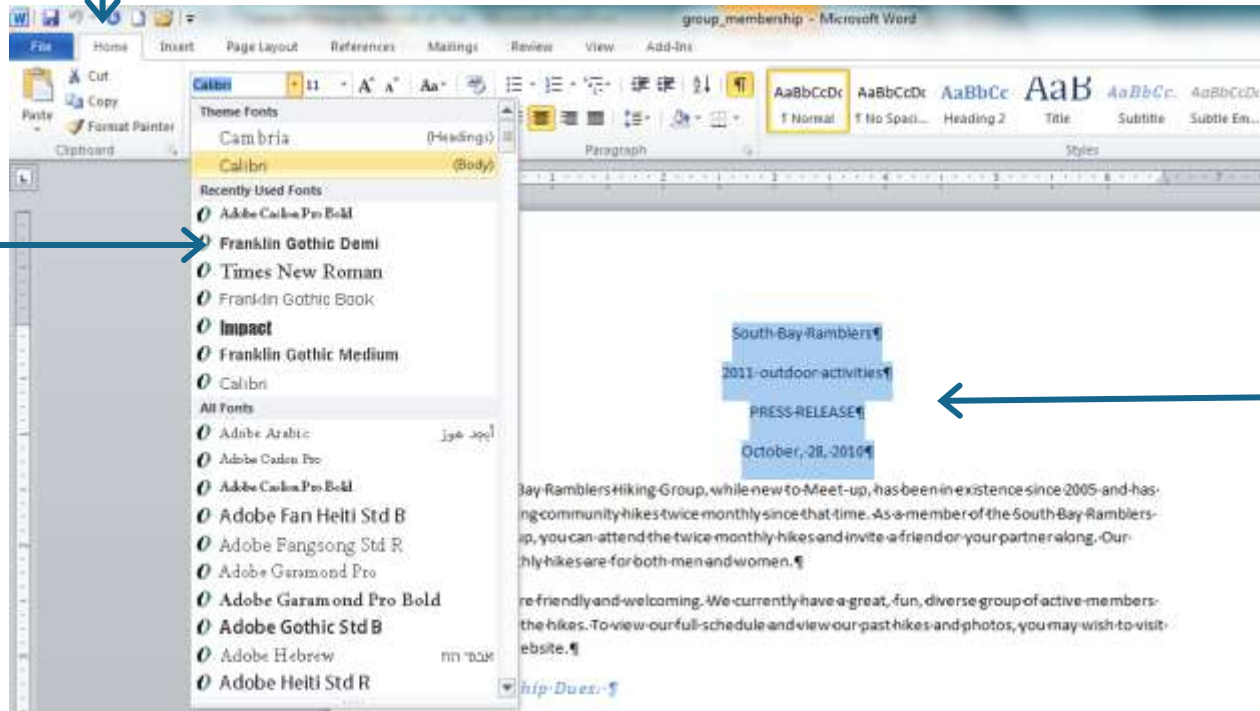 group_membership - Microsoft Word
File Home Insert Page Layout References Mailings Review View Add-Ins
Cut
Copy
Format Painter
Paste
Clipboard
Calibri 11
Paragraph
AaBbCcDc AaBbCcDc AaBbCc AaB AaBbCc. AaBbCcDc
¶ Normal ¶ No Spaci... Heading 2 Title Subtitle Subtle Em...
Styles
Theme Fonts
Cambria (Headings)
Calibri (Body)
Recently Used Fonts
Adobe Caslon Pro Bold
Franklin Gothic Demi
Times New Roman
Franklin Gothic Book
Impact
Franklin Gothic Medium
Calibri
All Fonts
Adobe Arabic أبجد هوز
Adobe Caslon Pro
Adobe Caslon Pro Bold
Adobe Fan Heiti Std B
Adobe Fangsong Std R
Adobe Garamond Pro
Adobe Garamond Pro Bold
Adobe Gothic Std B
Adobe Hebrew אבגד הוז
Adobe Heiti Std R
South·Bay·Ramblers¶
2011·outdoor·activities¶
PRESS·RELEASE¶
October,·28,·2010¶
Bay·Ramblers·Hiking·Group,·while·new·to·Meet-up,·has·been·in·existence·since·2005·and·has·
ng·community·hikes·twice·monthly·since·that·time.·As·a·member·of·the·South·Bay·Ramblers·
up,·you·can·attend·the·twice·monthly·hikes·and·invite·a·friend·or·your·partner·along.·Our·
hly·hikes·are·for·both·men·and·women.¶
re·friendly·and·welcoming.·We·currently·have·a·great,·fun,·diverse·group·of·active·members·
the·hikes.·To·view·our·full·schedule·and·view·our·past·hikes·and·photos,·you·may·wish·to·visit·
ebsite.¶
hip·Dues:·¶